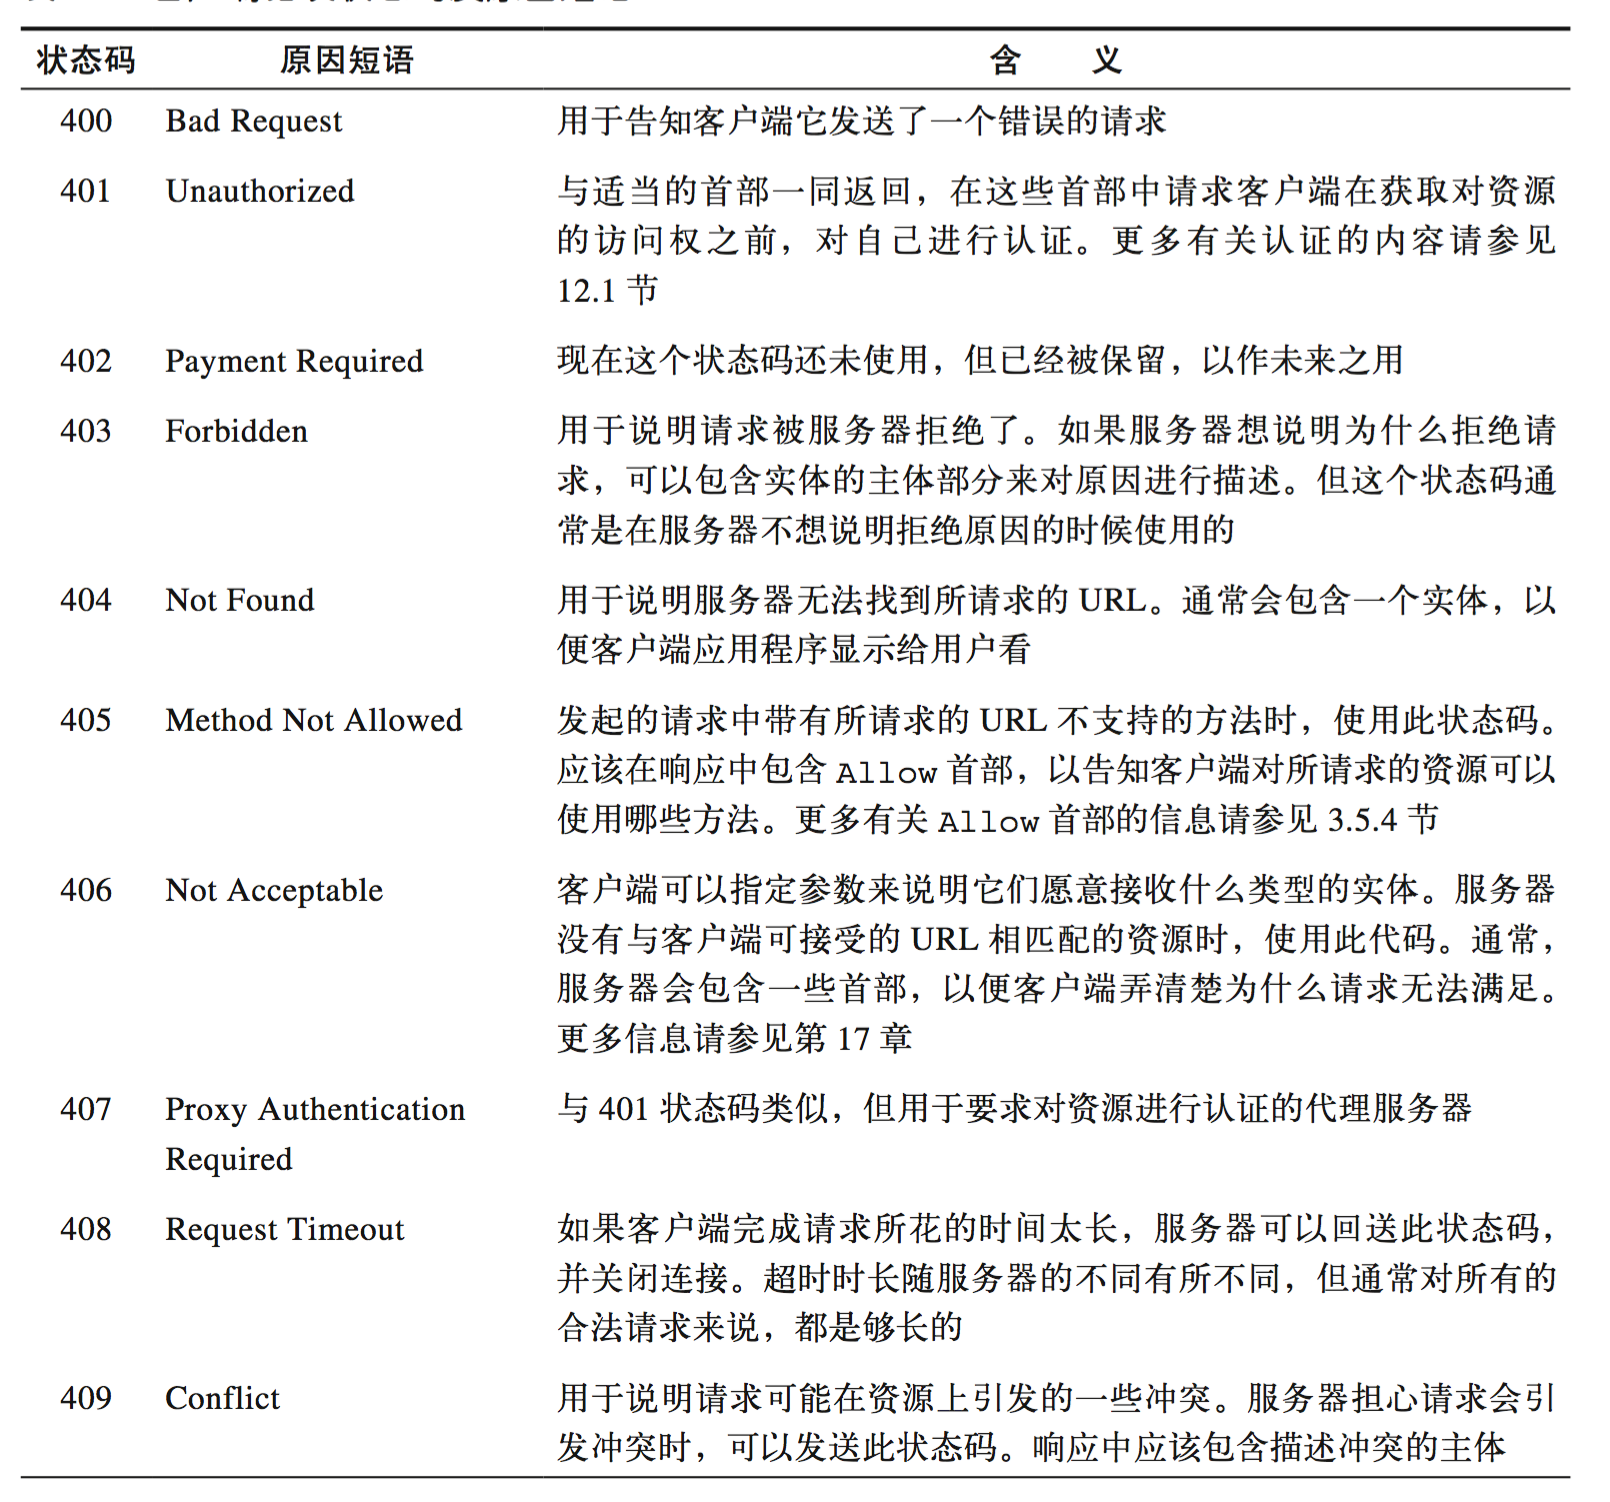 状态码 原因短语 含 义
400 Bad Request 用于告知客户端它发送了一个错误的请求
401 Unauthorized 与适当的首部一同返回，在这些首部中请求客户端在获取对资源
的访问权之前，对自己进行认证。更多有关认证的内容请参见
12.1 节
402 Payment Required 现在这个状态码还未使用，但已经被保留，以作未来之用
403 Forbidden 用于说明请求被服务器拒绝了。如果服务器想说明为什么拒绝请
求，可以包含实体的主体部分来对原因进行描述。但这个状态码通
常是在服务器不想说明拒绝原因的时候使用的
404 Not Found 用于说明服务器无法找到所请求的 URL。通常会包含一个实体，以
便客户端应用程序显示给用户看
405 Method Not Allowed 发起的请求中带有所请求的 URL 不支持的方法时，使用此状态码。
应该在响应中包含 Allow 首部，以告知客户端对所请求的资源可以
使用哪些方法。更多有关 Allow 首部的信息请参见 3.5.4 节
406 Not Acceptable 客户端可以指定参数来说明它们愿意接收什么类型的实体。服务器
没有与客户端可接受的 URL 相匹配的资源时，使用此代码。通常，
服务器会包含一些首部，以便客户端弄清楚为什么请求无法满足。
更多信息请参见第 17 章
407 Proxy Authentication 与 401 状态码类似，但用于要求对资源进行认证的代理服务器
Required
408 Request Timeout 如果客户端完成请求所花的时间太长，服务器可以回送此状态码，
并关闭连接。超时时长随服务器的不同有所不同，但通常对所有的
合法请求来说，都是够长的
409 Conflict 用于说明请求可能在资源上引发的一些冲突。服务器担心请求会引
发冲突时，可以发送此状态码。响应中应该包含描述冲突的主体